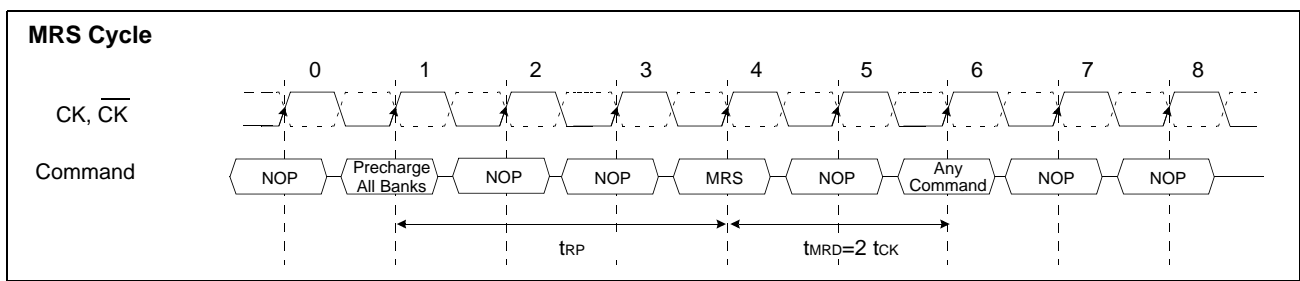 MRS Cycle
0 1 2 3 4 5 6 7 8
CK, CK
Command
NOP
Precharge
All Banks
NOP
NOP
MRS
NOP
Any
Command
NOP
NOP
tRP
tMRD=2 tCK